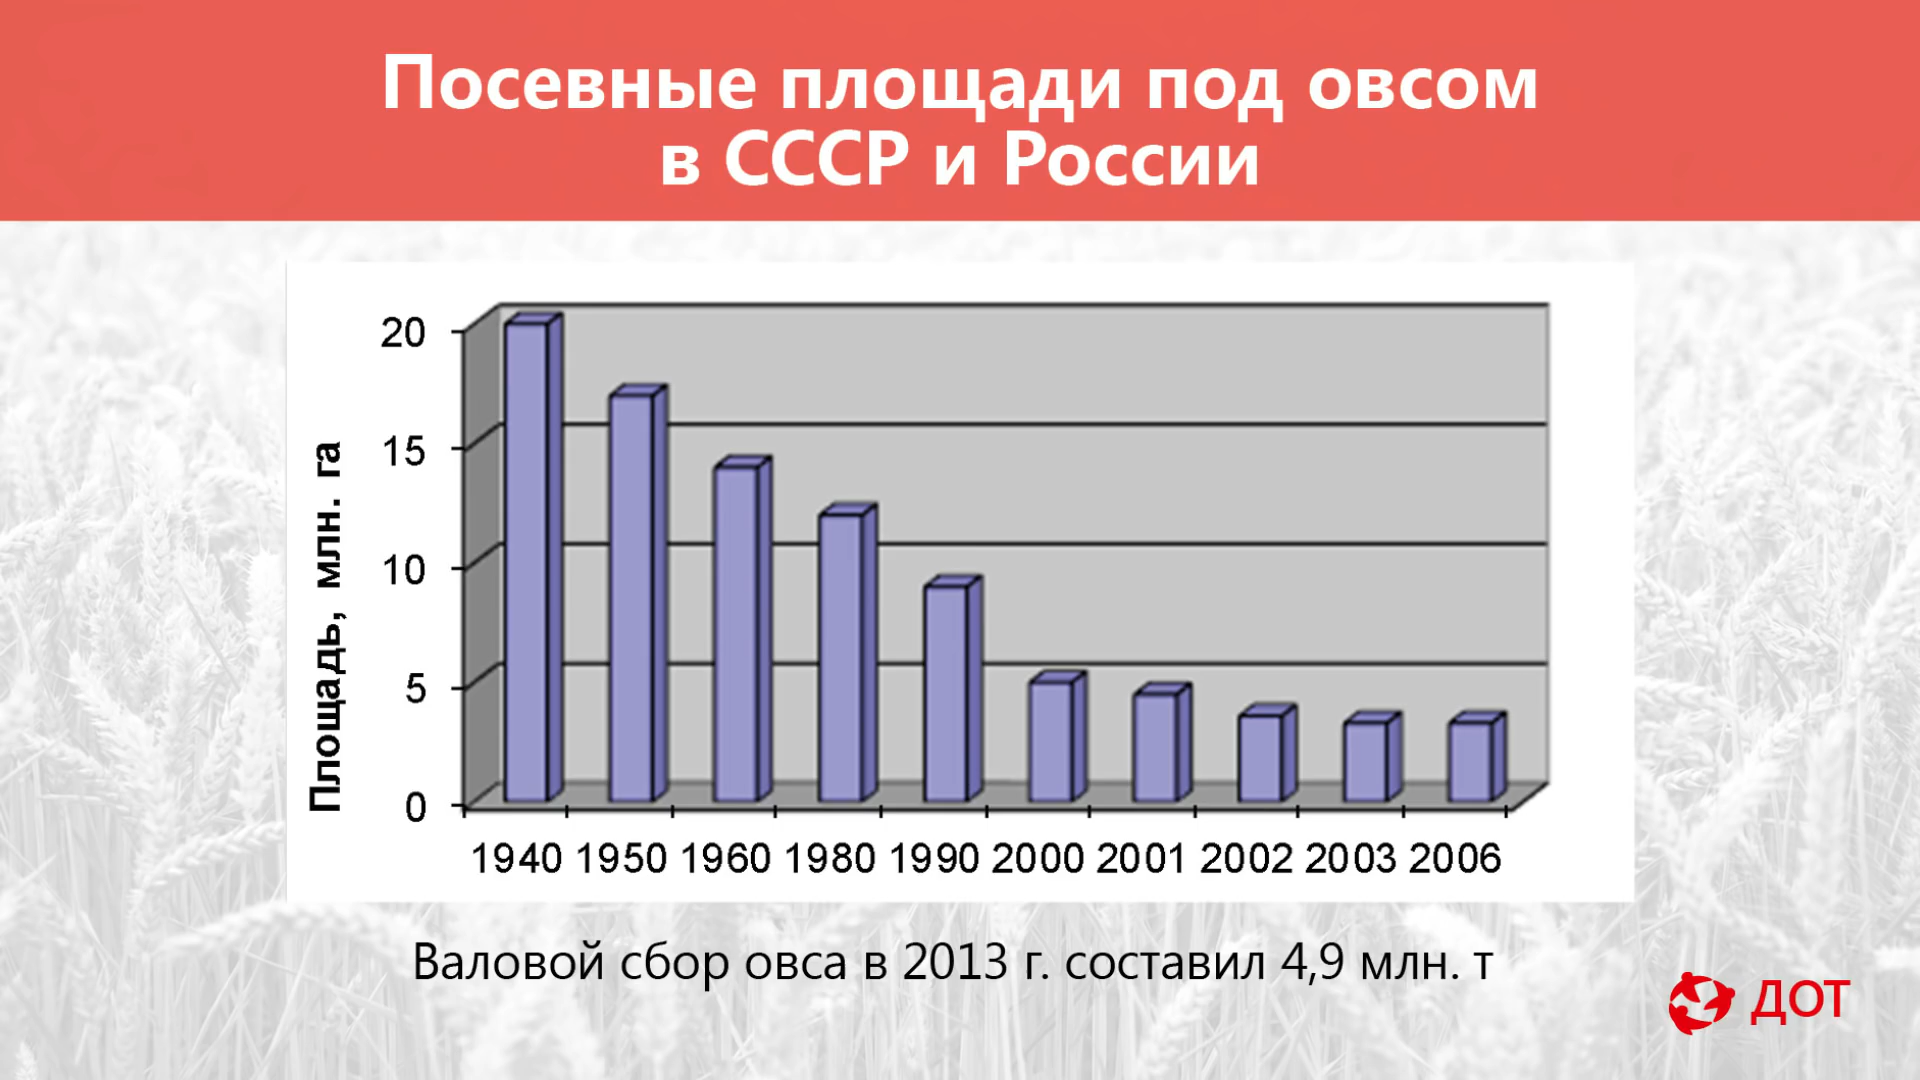 Посевные площади под овсом
в СССР и России
Площадь, млн. га
20
15
10
5
0
1940 1950 1960 1980 1990 2000 2001 2002 2003 2006
Валовой сбор овса в 2013 г. составил 4,9 млн. т
ДОТ